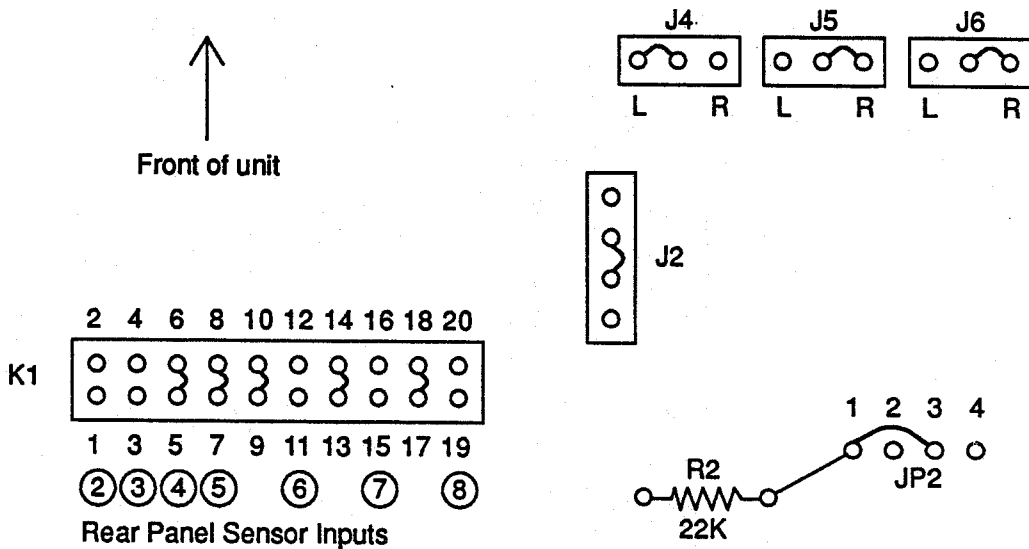 J4 J5 J6
L R L R L R
Front of unit
J2
2 4 6 8 10 12 14 16 18 20
K1
1 3 5 7 9 11 13 15 17 19
2 3 4 5 6 7 8
Rear Panel Sensor Inputs
1 2 3 4
R2
JP2
22K